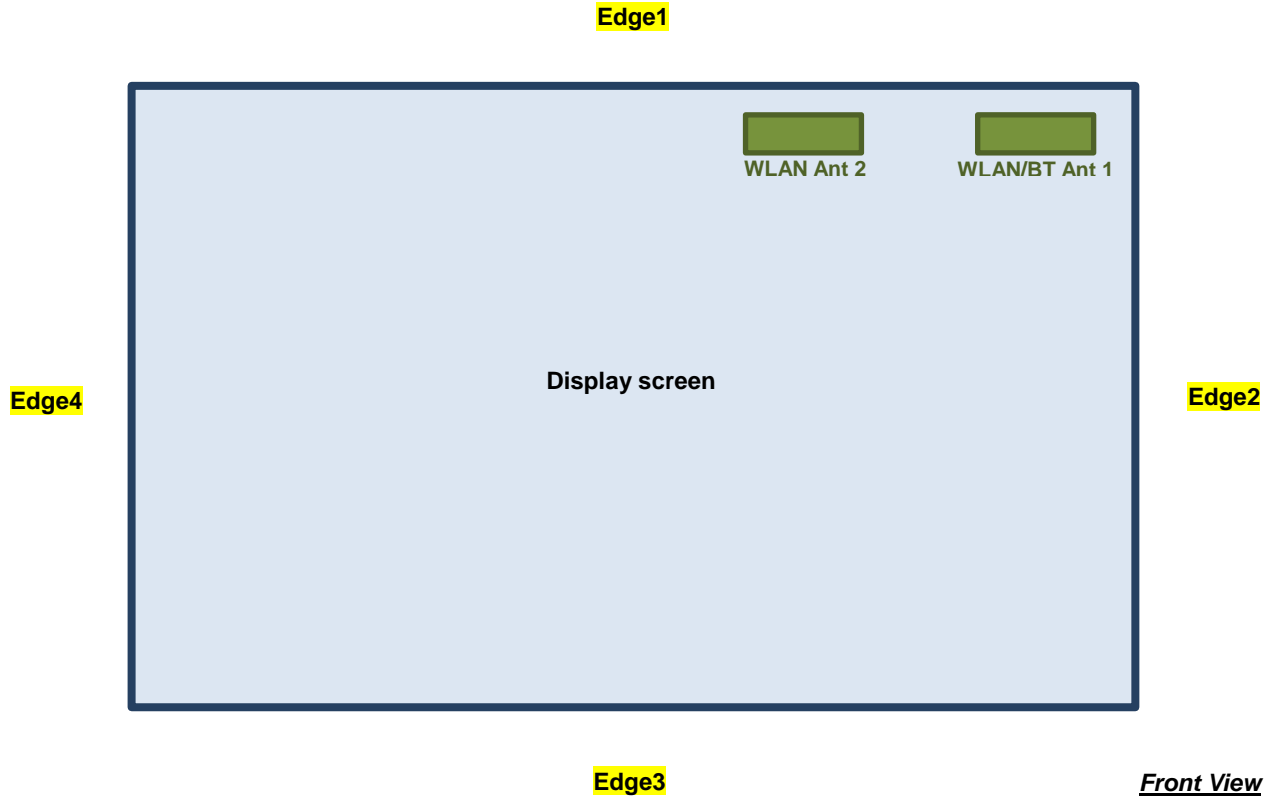 Edge1
WLAN Ant 2
WLAN/BT Ant 1
Display screen
Edge4
Edge2
Edge3
Front View